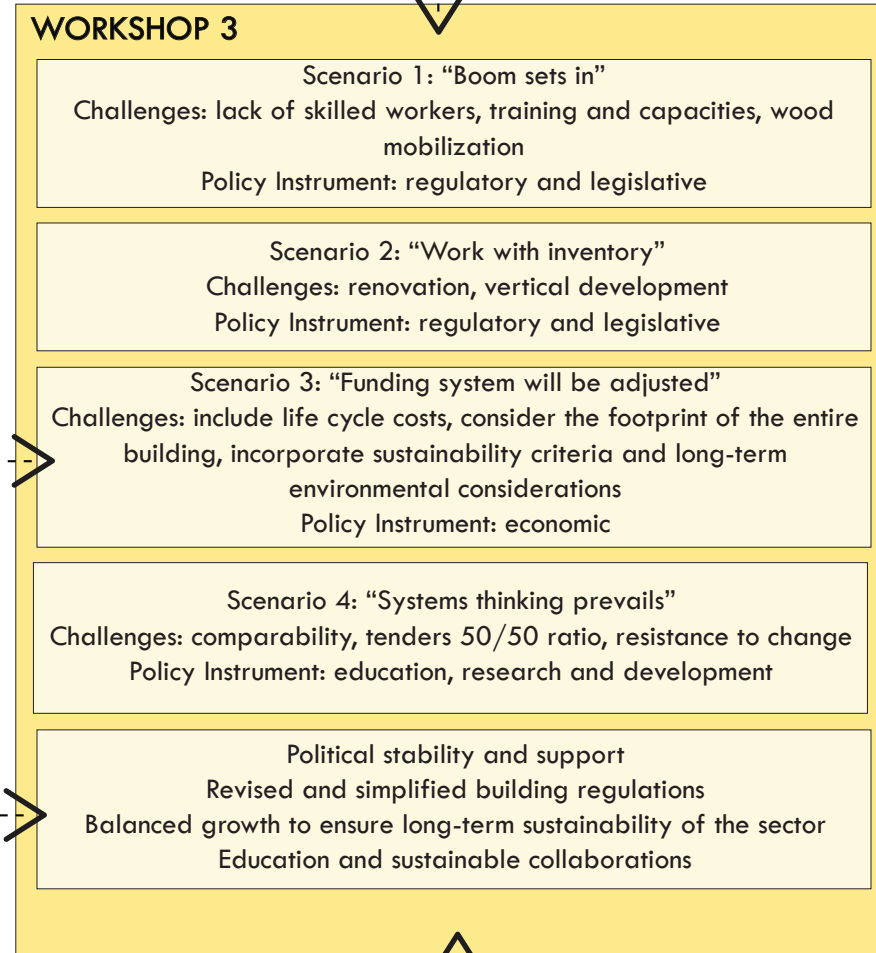 WORKSHOP 3
Scenario 1: “Boom sets in”
Challenges: lack of skilled workers, training and capacities, wood
mobilization
Policy Instrument: regulatory and legislative
Scenario 2: “Work with inventory”
Challenges: renovation, vertical development
Policy Instrument: regulatory and legislative
Scenario 3: “Funding system will be adjusted”
Challenges: include life cycle costs, consider the footprint of the entire
building, incorporate sustainability criteria and long-term
environmental considerations
Policy Instrument: economic
Scenario 4: “Systems thinking prevails”
Challenges: comparability, tenders 50/50 ratio, resistance to change
Policy Instrument: education, research and development
Political stability and support
Revised and simplified building regulations
Balanced growth to ensure long-term sustainability of the sector
Education and sustainable collaborations